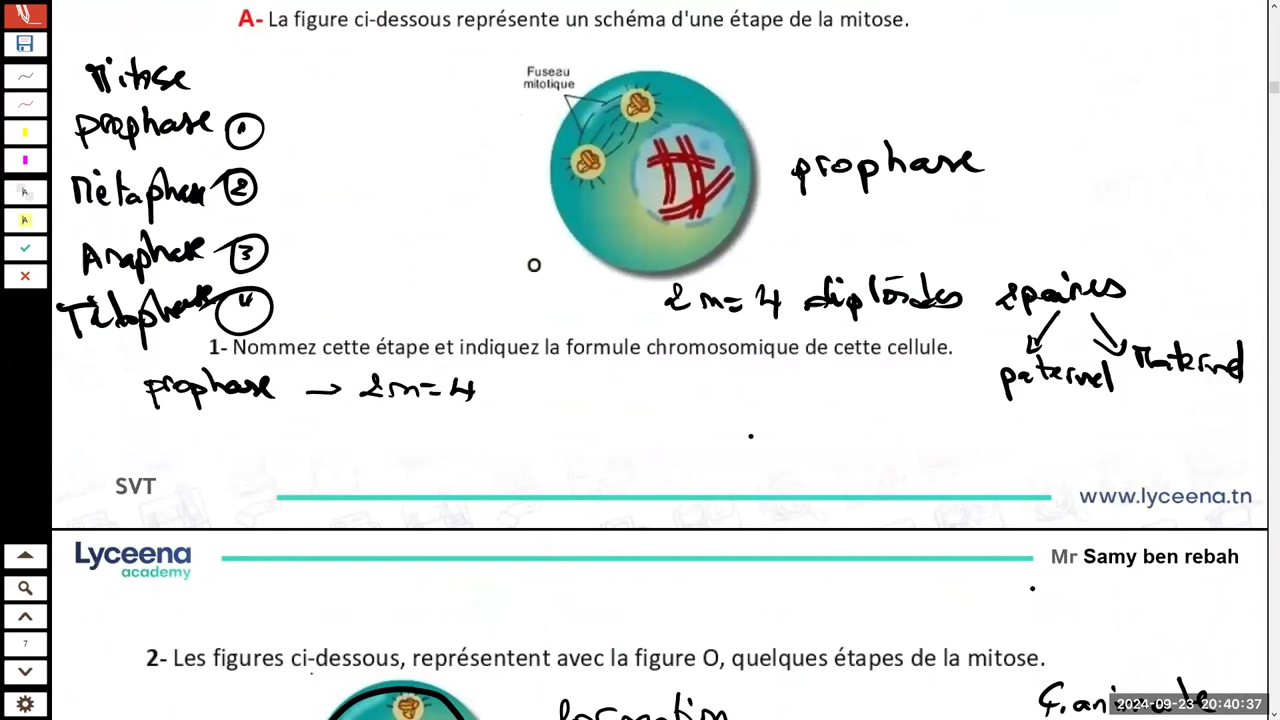 A- La figure ci-dessous représente un schéma d'une étape de la mitose.
Mitose
Fuseau
mitotique
prophase 1
prophase
Métaphase 2
Anaphase 3
O
2n=4 diploïdes 2 paires
Télophase 4
1- Nommez cette étape et indiquez la formule chromosomique de cette cellule.
paternel maternel
prophase → 2n=4
SVT
www.lyceena.tn
Lyceena
academy
Mr Samy ben rebah
2- Les figures ci-dessous, représentent avec la figure O, quelques étapes de la mitose.
7
2024-09-23 20:40:37